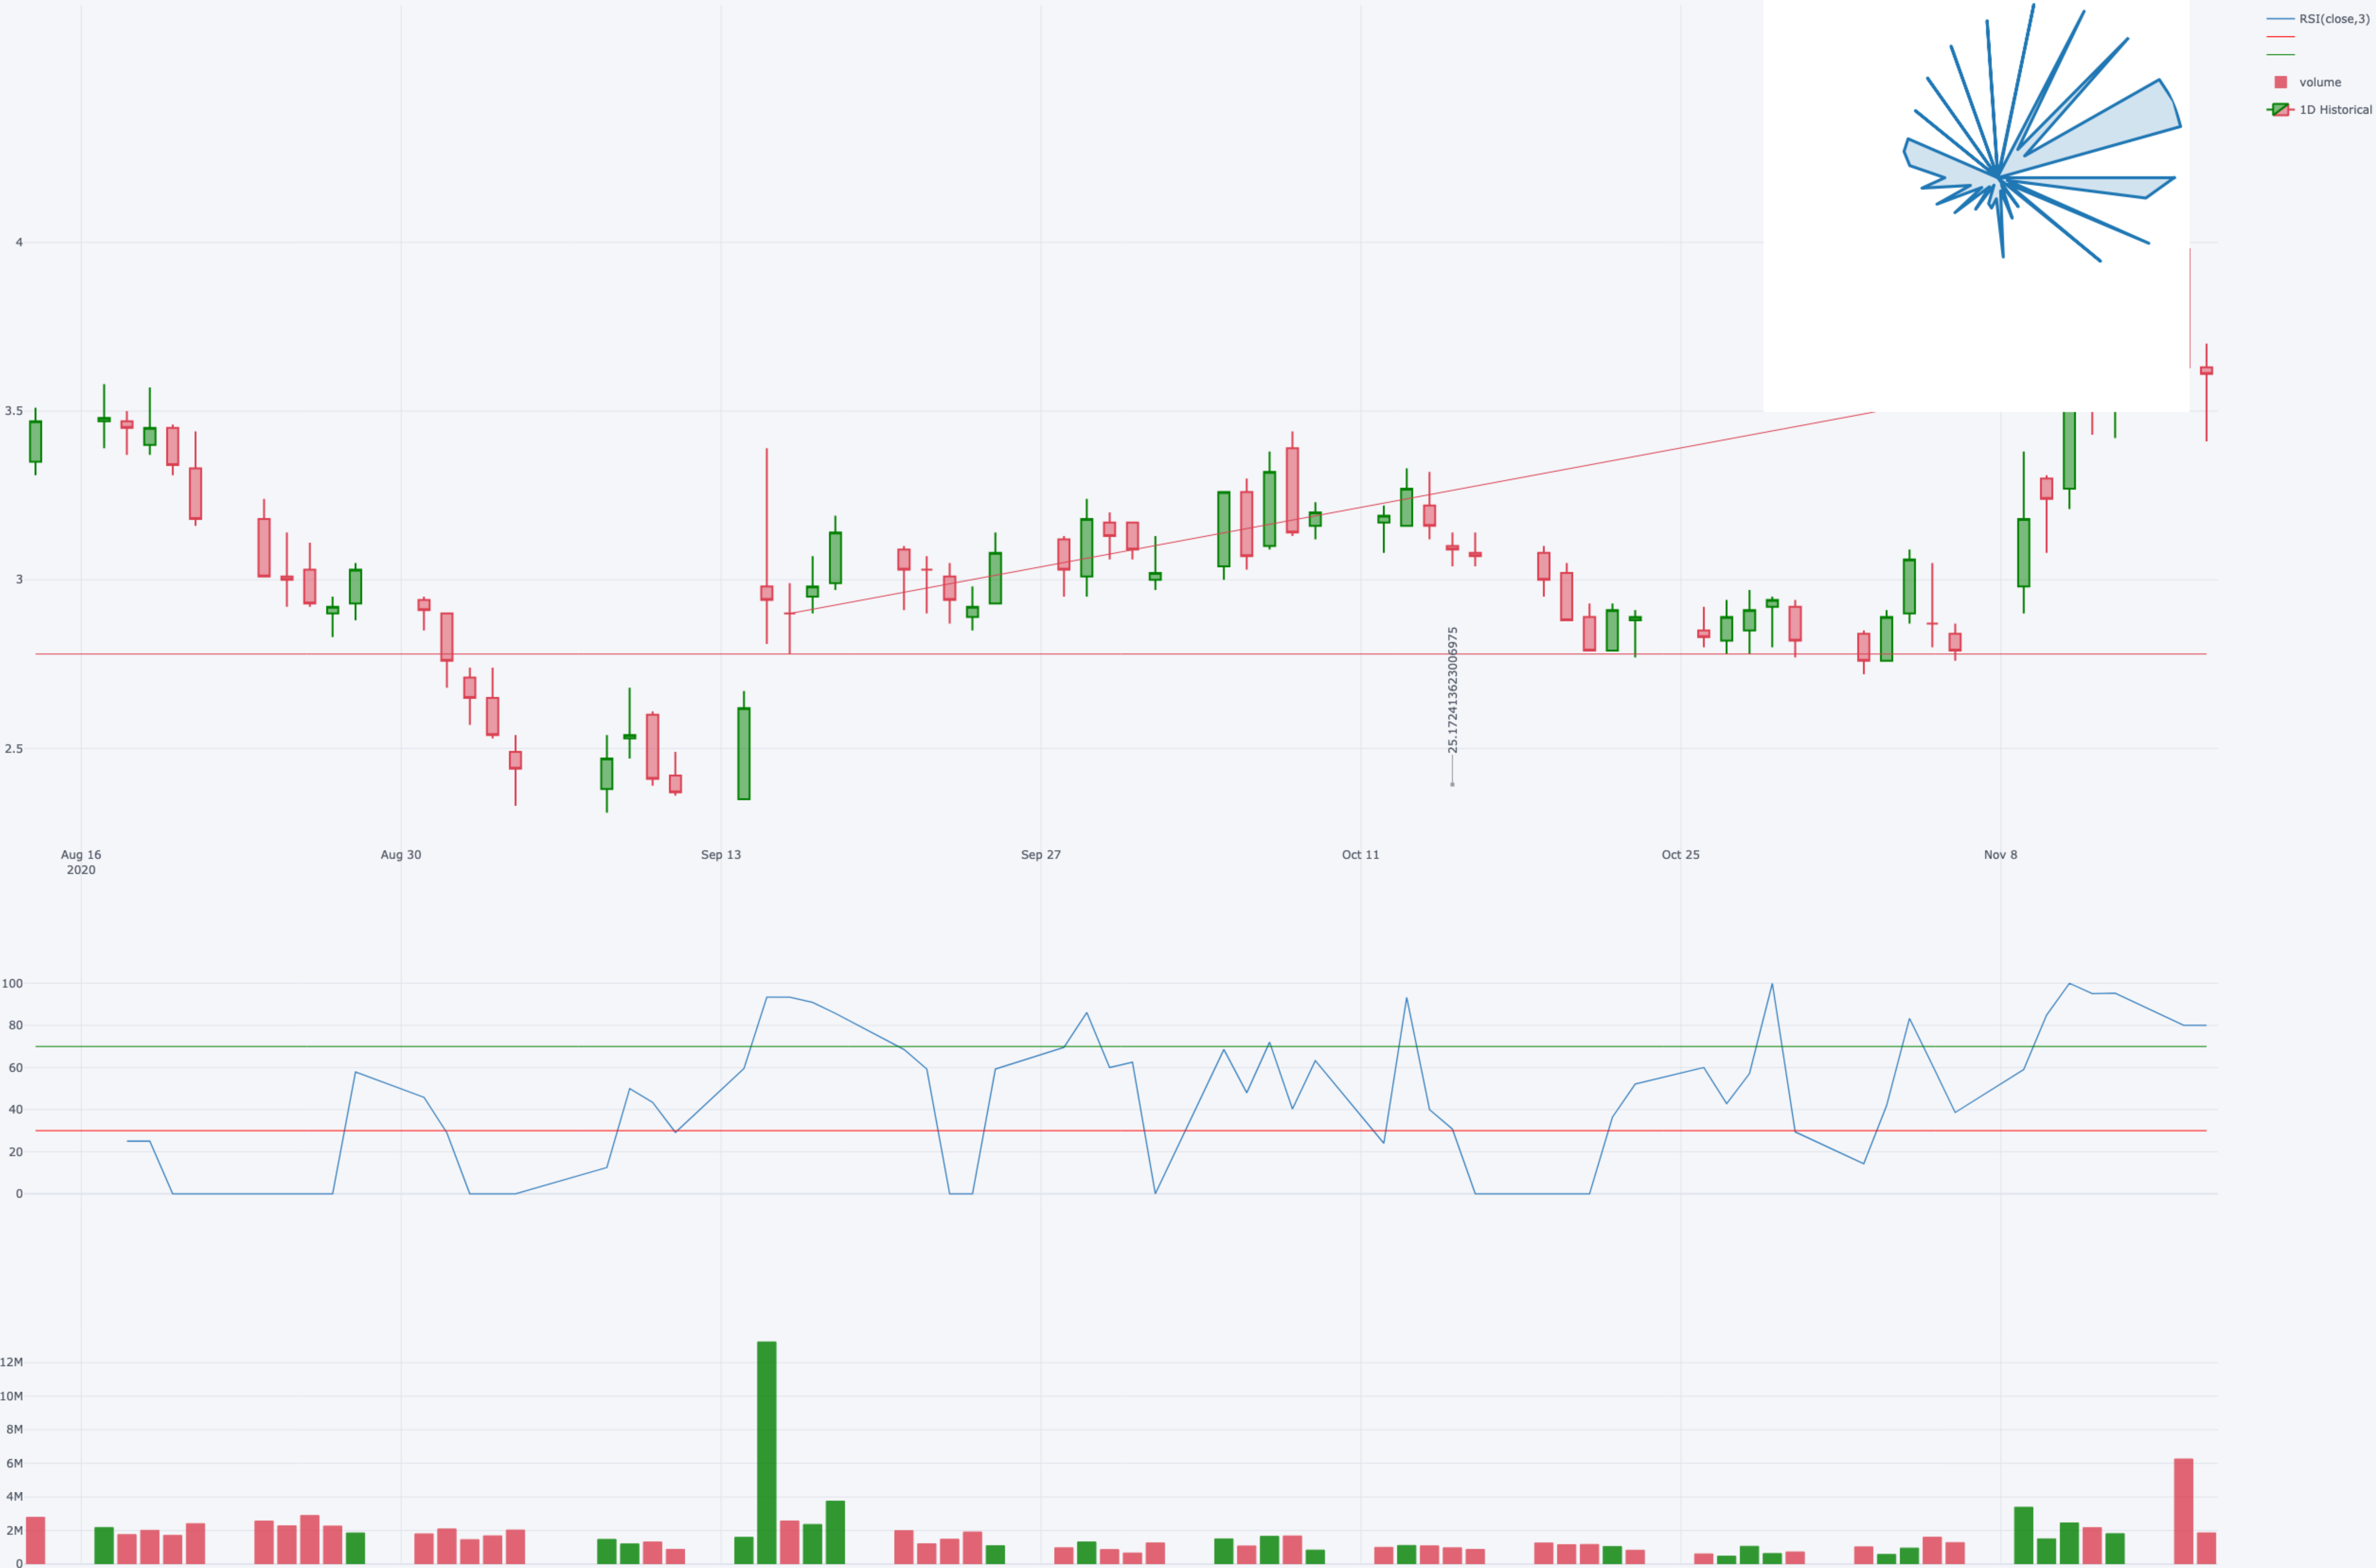 RSI(close,3)
volume
1D Historical
4
3.5
3
2.5
25.172413623006975
Aug 16
2020
Aug 30
Sep 13
Sep 27
Oct 11
Oct 25
Nov 8
100
80
60
40
20
0
12M
10M
8M
6M
4M
2M
0